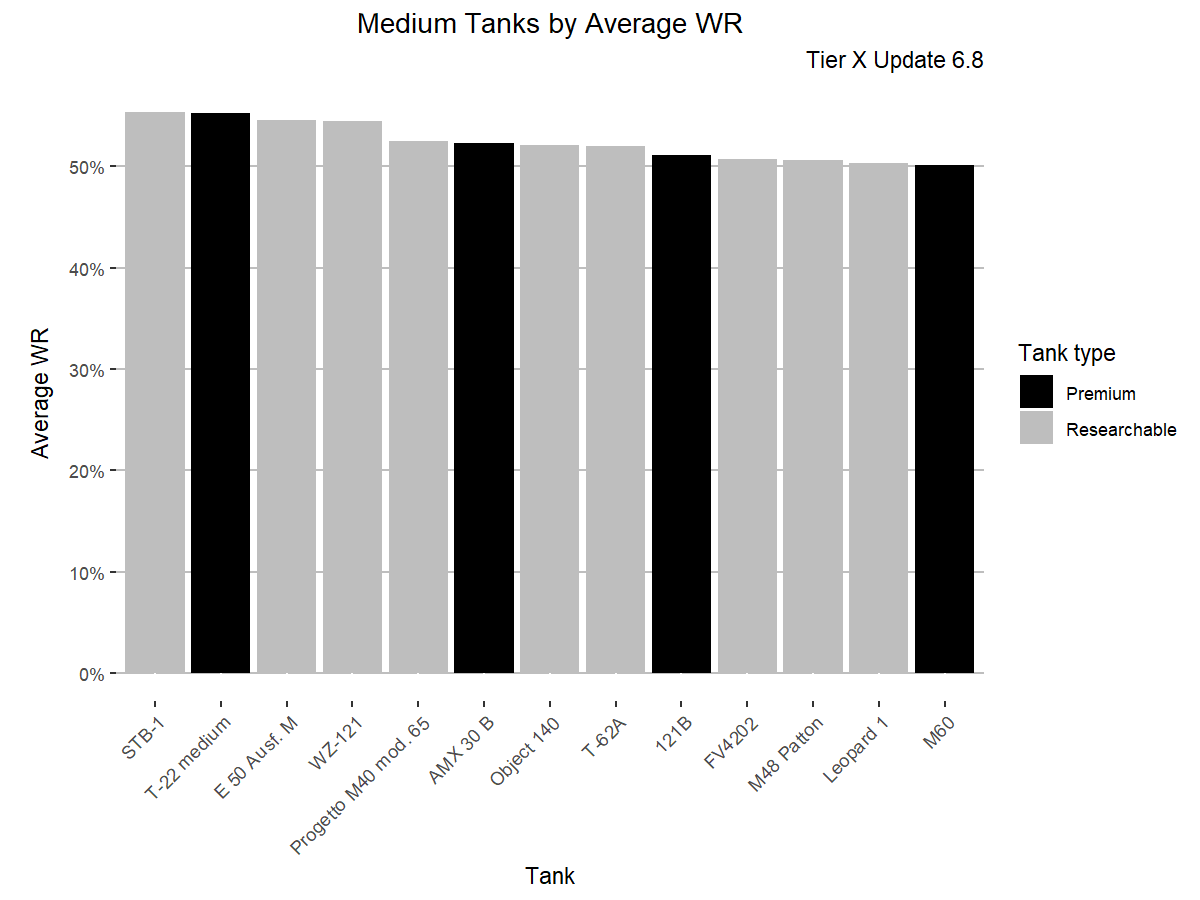 Medium Tanks by Average WR
Tier X Update 6.8
Average WR
50%
40%
30%
20%
10%
0%
STB-1
T-22 medium
E 50 Ausf. M
WZ-121
Progetto M40 mod. 65
AMX 30 B
Object 140
T-62A
121B
FV4202
M48 Patton
Leopard 1
M60
Tank
Tank type
Premium
Researchable